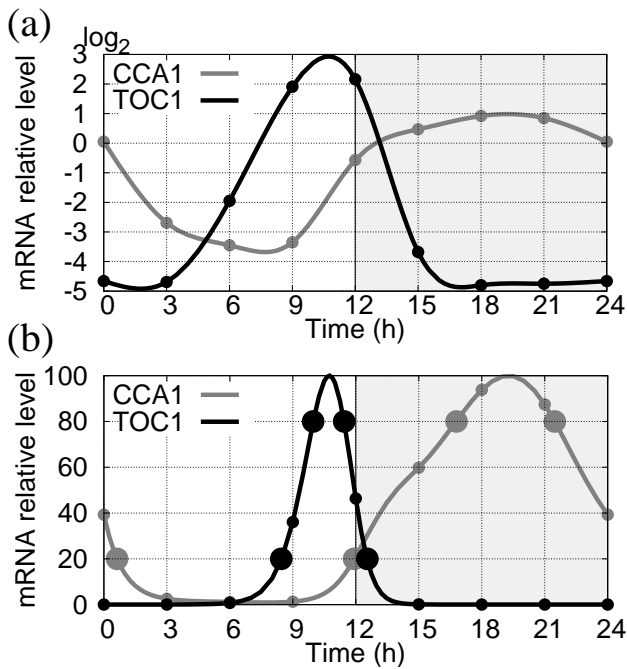 (a)
log2
mRNA relative level
3
2
1
0
-1
-2
-3
-4
-5
CCA1
TOC1
0 3 6 9 12 15 18 21 24
Time (h)
(b)
mRNA relative level
100
80
60
40
20
0
CCA1
TOC1
0 3 6 9 12 15 18 21 24
Time (h)